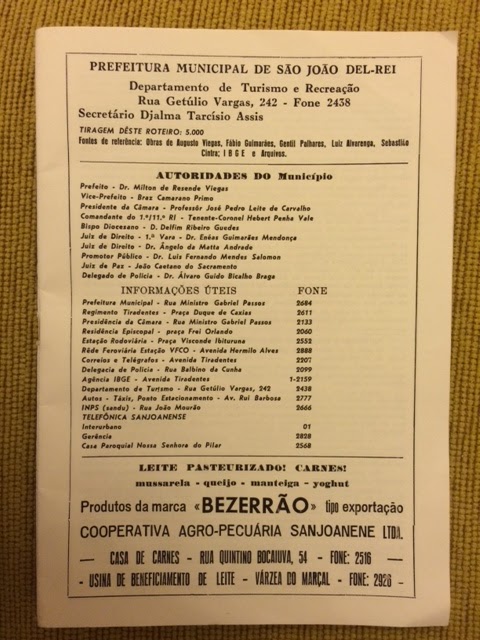 PREFEITURA MUNICIPAL DE SÃO JOÃO DEL-REI
Departamento de Turismo e Recreação
Rua Getúlio Vargas, 242 - Fone 2438
Secretário Djalma Tarcísio Assis
TIRAGEM DÊSTE ROTEIRO: 5.000
Fontes de referência: Obras de Augusto Viegas, Fábio Guimarães, Gentil Palhares, Luiz Alvarenga, Sebastião
Cintra; I B G E e Arquivos.
AUTORIDADES DO Município
Prefeito - Dr. Milton de Resende Viegas
Vice-Prefeito - Braz Camarano Primo
Presidente da Câmara - Professôr José Pedro Leite de Carvalho
Comandante do 1.º/11.º RI - Tenente-Coronel Hebert Penha Vale
Bispo Diocesano - D. Delfim Ribeiro Guedes
Juiz de Direito - 1.ª Vara - Dr. Enéas Guimarães Mendonça
Juiz de Direito - Dr. Ângelo da Matta Andrade
Promotor Público - Dr. Luis Fernando Mendes Salomon
Juiz de Paz - João Caetano do Sacramento
Delegado de Polícia - Dr. Álvaro Guido Bicalho Braga
INFORMAÇÕES ÚTEIS FONE
Prefeitura Municipal - Rua Ministro Gabriel Passos 2684
Regimento Tiradentes - Praça Duque de Caxias 2611
Presidência da Câmara - Rua Ministro Gabriel Passos 2133
Residência Episcopal - praça Frei Orlando 2060
Estação Rodoviária - Praça Visconde Ibituruna 2552
Rêde Ferroviária Estação VFCO - Avenida Hermilo Alves 2888
Correios e Telégrafos - Avenida Tiradentes 2207
Delegacia de Polícia - Rua Balbino da Cunha 2099
Agência IBGE - Avenida Tiradentes 1-2159
Departamento de Turismo - Rua Getúlio Vargas, 242 2438
Autos - Táxis, Ponto Estacionamento - Av. Rui Barbosa 2777
INPS (sandu) - Rua João Mourão 2666
TELEFÔNICA SANJOANENSE
Interurbano 01
Gerência 2828
Casa Paroquial Nossa Senhora do Pilar 2568
LEITE PASTEURIZADO! CARNES!
mussarela - queijo - manteiga - yoghut
Produtos da marca «BEZERRÃO» tipo exportação
COOPERATIVA AGRO-PECUÁRIA SANJOANENE LTDA.
— CASA DE CARNES - RUA QUINTINO BOCAIUVA, 54 - FONE: 2516 —
- USINA DE BENEFICIAMENTO DE LEITE - VÁRZEA DO MARÇAL - FONE: 2926 -